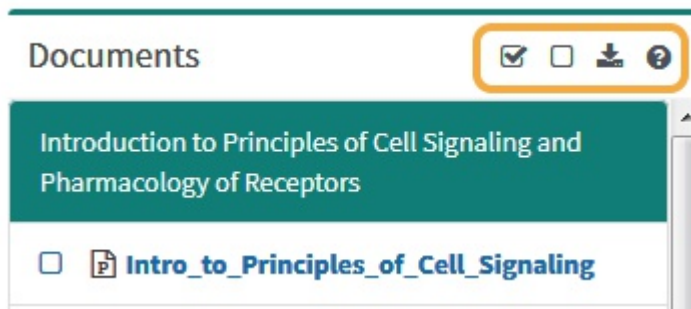 Documents
Introduction to Principles of Cell Signaling and
Pharmacology of Receptors
Intro_to_Principles_of_Cell_Signaling